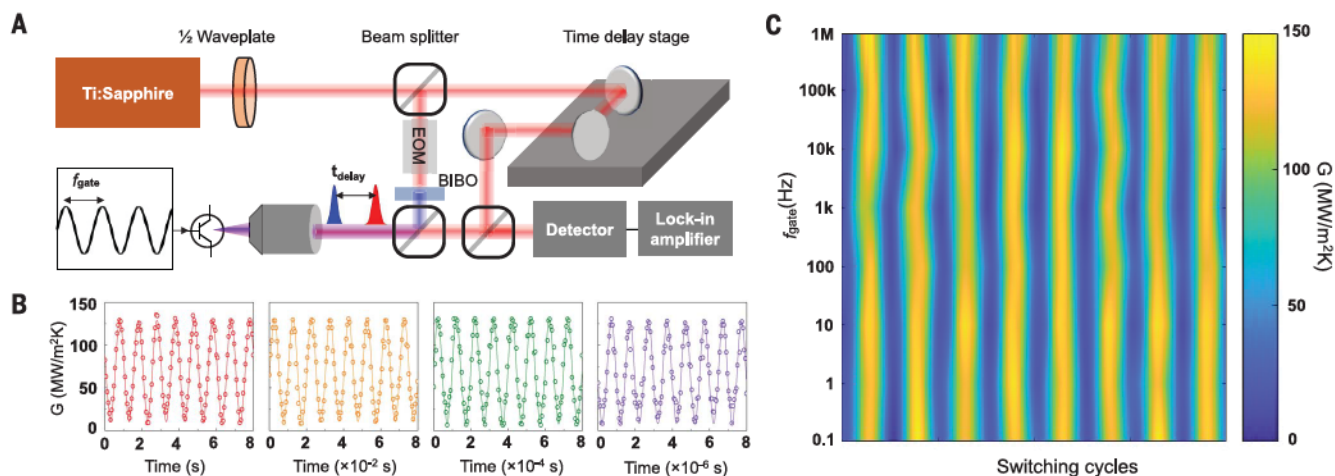 A
½ Waveplate
Beam splitter
Time delay stage
Ti:Sapphire
EOM
BIBO
f_gate
t_delay
Detector
Lock-in
amplifier
B
G (MW/m²K)
150
100
50
0
0 2 4 6 8
Time (s)
0 2 4 6 8
Time (×10⁻² s)
0 2 4 6 8
Time (×10⁻⁴ s)
0 2 4 6 8
Time (×10⁻⁶ s)
C
f_gate(Hz)
1M
100k
10k
1k
100
10
1
0.1
Switching cycles
150
100
50
0
G (MW/m²K)